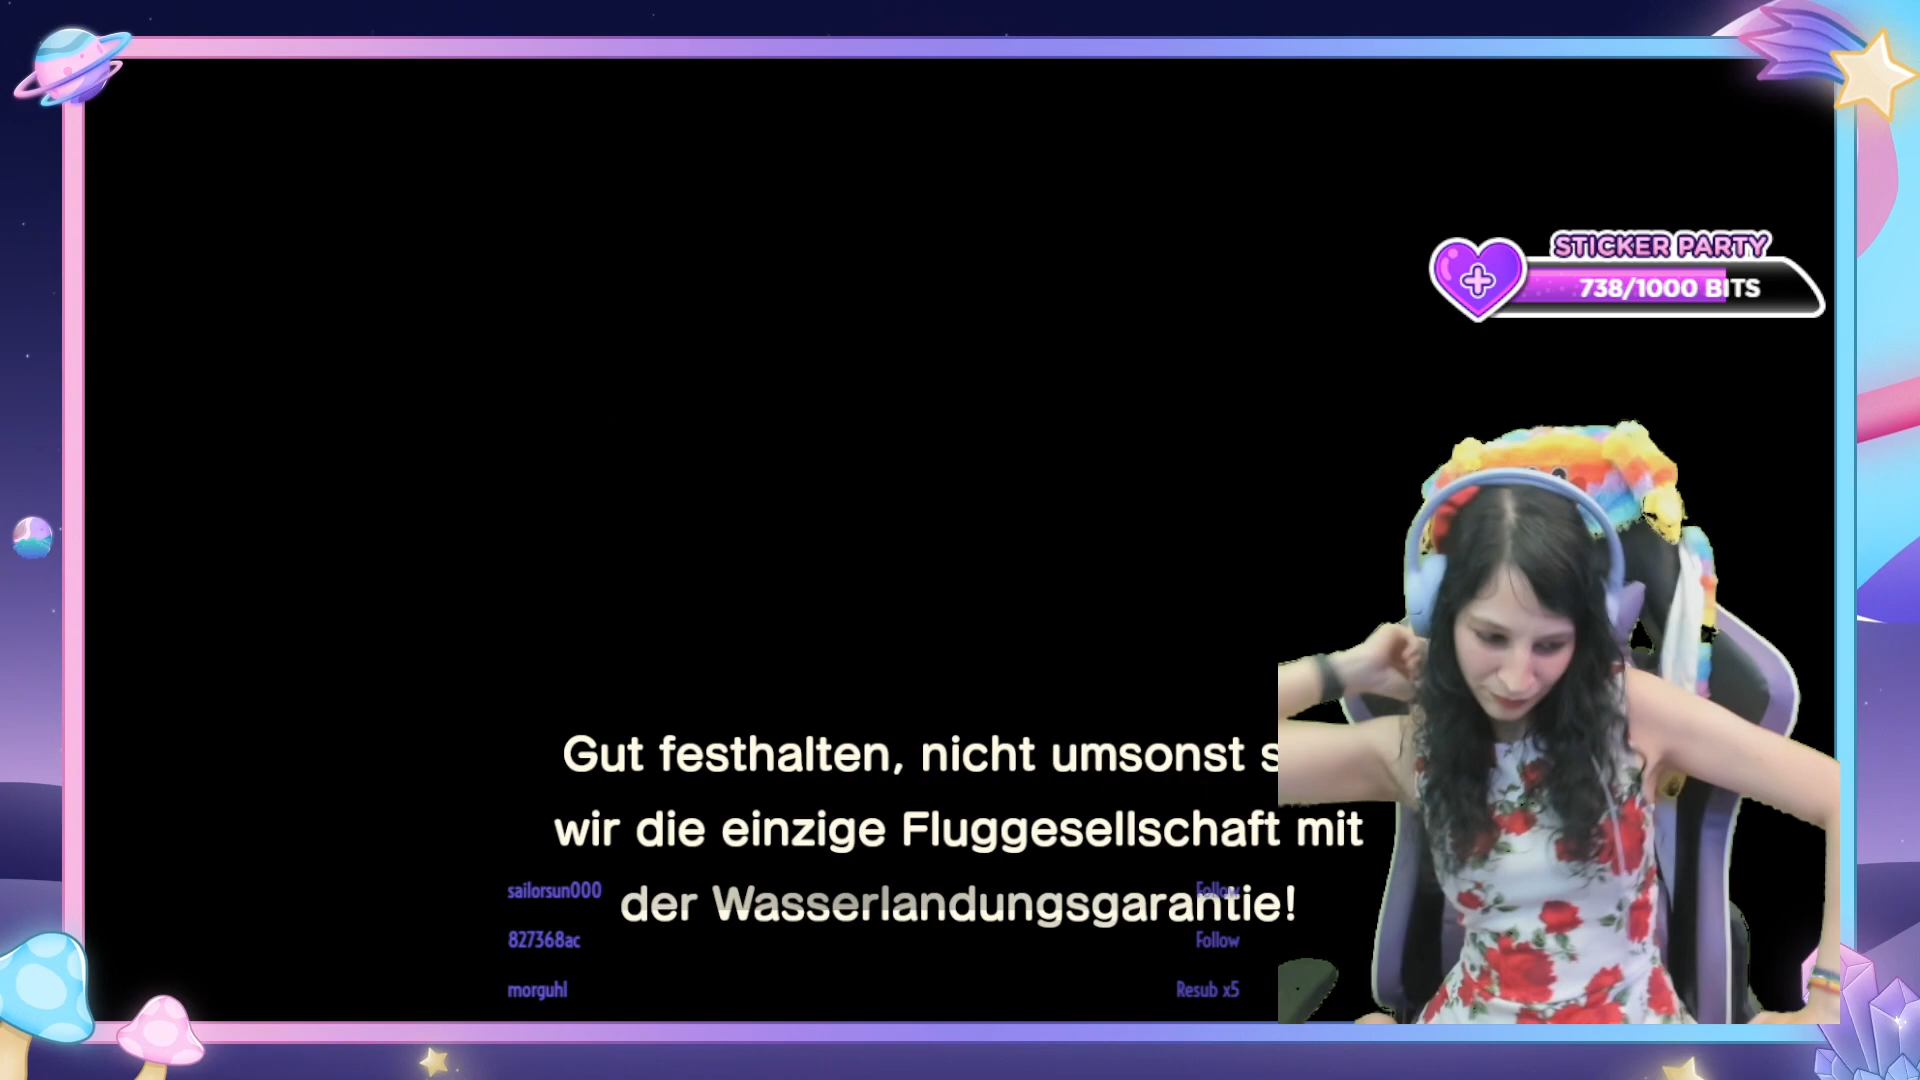 STICKER PARTY
738/1000 BITS
Gut festhalten, nicht umsonst s
wir die einzige Fluggesellschaft mit
der Wasserlandungsgarantie!
sailorsun000 Follow
827368ac Follow
morguhl Resub x5